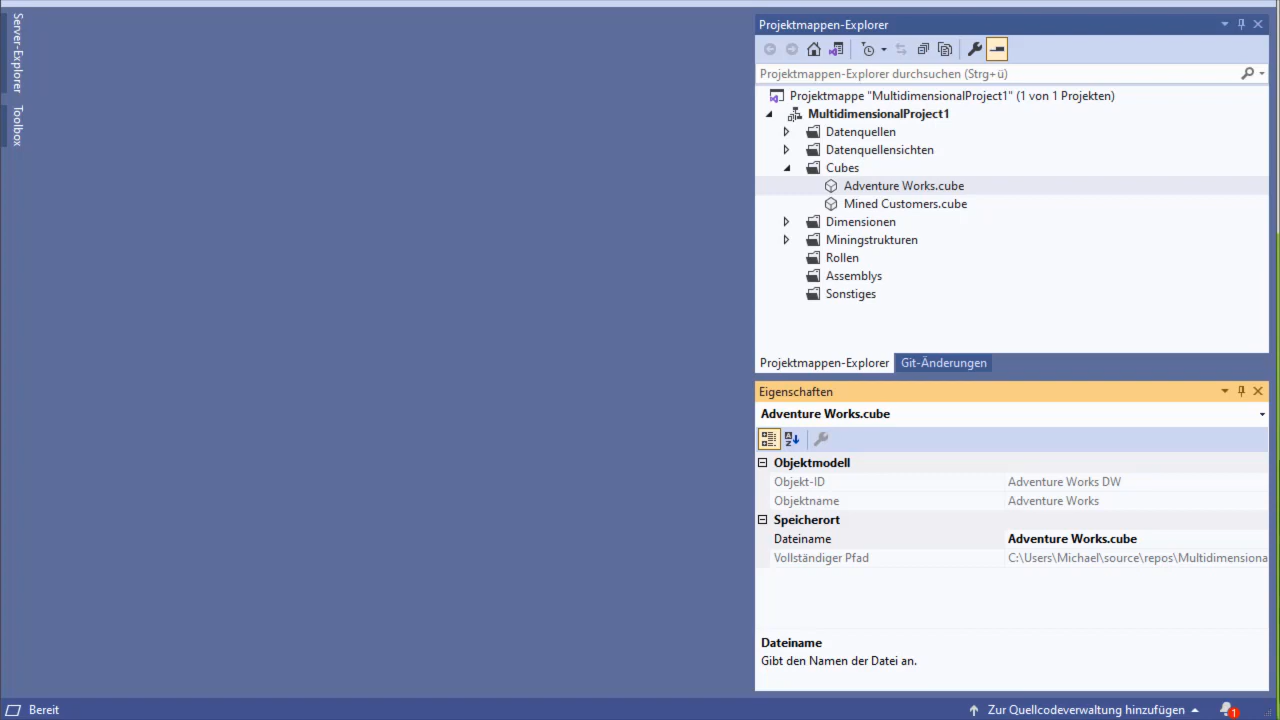 Server-Explorer
Toolbox
Projektmappen-Explorer
Projektmappen-Explorer durchsuchen (Strg+ü)
Projektmappe "MultidimensionalProject1" (1 von 1 Projekten)
MultidimensionalProject1
Datenquellen
Datenquellensichten
Cubes
Adventure Works.cube
Mined Customers.cube
Dimensionen
Miningstrukturen
Rollen
Assemblys
Sonstiges
Projektmappen-Explorer Git-Änderungen
Eigenschaften
Adventure Works.cube
Objektmodell
Objekt-ID Adventure Works DW
Objektname Adventure Works
Speicherort
Dateiname Adventure Works.cube
Vollständiger Pfad C:\Users\Michael\source\repos\Multidimensiona
Dateiname
Gibt den Namen der Datei an.
Bereit Zur Quellcodeverwaltung hinzufügen 1